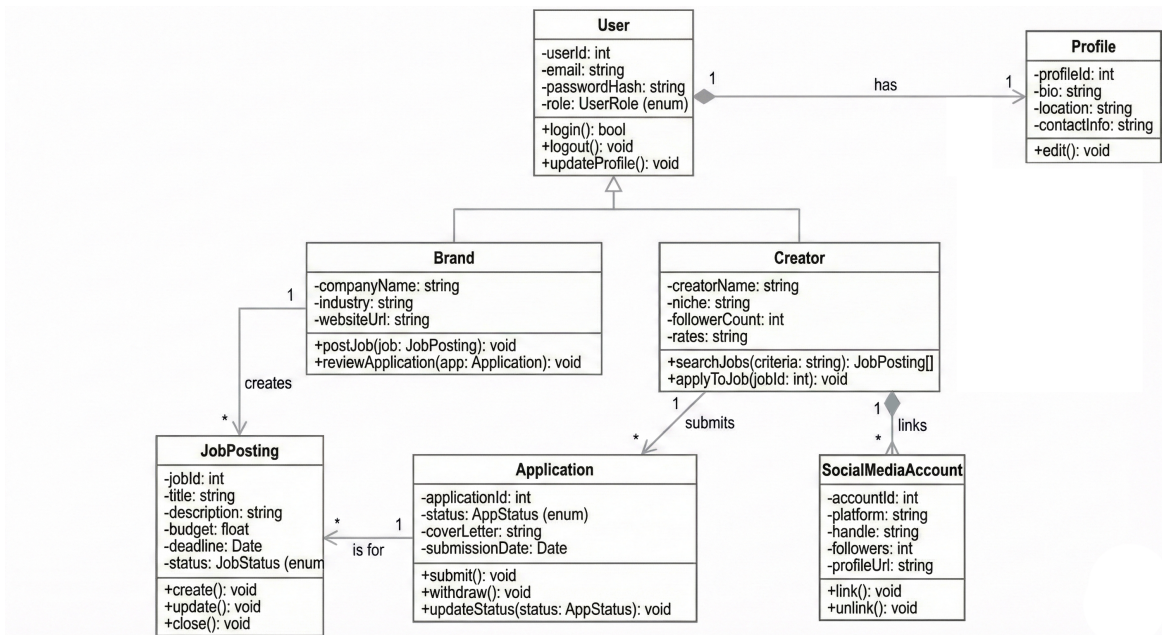 User
-userId: int
-email: string
-passwordHash: string
-role: UserRole (enum)
+login(): bool
+logout(): void
+updateProfile(): void
1
has
1
Profile
-profileId: int
-bio: string
-location: string
-contactInfo: string
+edit(): void
Brand
-companyName: string
-industry: string
-websiteUrl: string
+postJob(job: JobPosting): void
+reviewApplication(app: Application): void
Creator
-creatorName: string
-niche: string
-followerCount: int
-rates: string
+searchJobs(criteria: string): JobPosting[]
+applyToJob(jobId: int): void
1
creates
*
1
submits
*
1
links
*
JobPosting
-jobId: int
-title: string
-description: string
-budget: float
-deadline: Date
-status: JobStatus (enum
+create(): void
+update(): void
+close(): void
*
1
is for
Application
-applicationId: int
-status: AppStatus (enum)
-coverLetter: string
-submissionDate: Date
+submit(): void
+withdraw(): void
+updateStatus(status: AppStatus): void
SocialMediaAccount
-accountId: int
-platform: string
-handle: string
-followers: int
-profileUrl: string
+link(): void
+unlink(): void